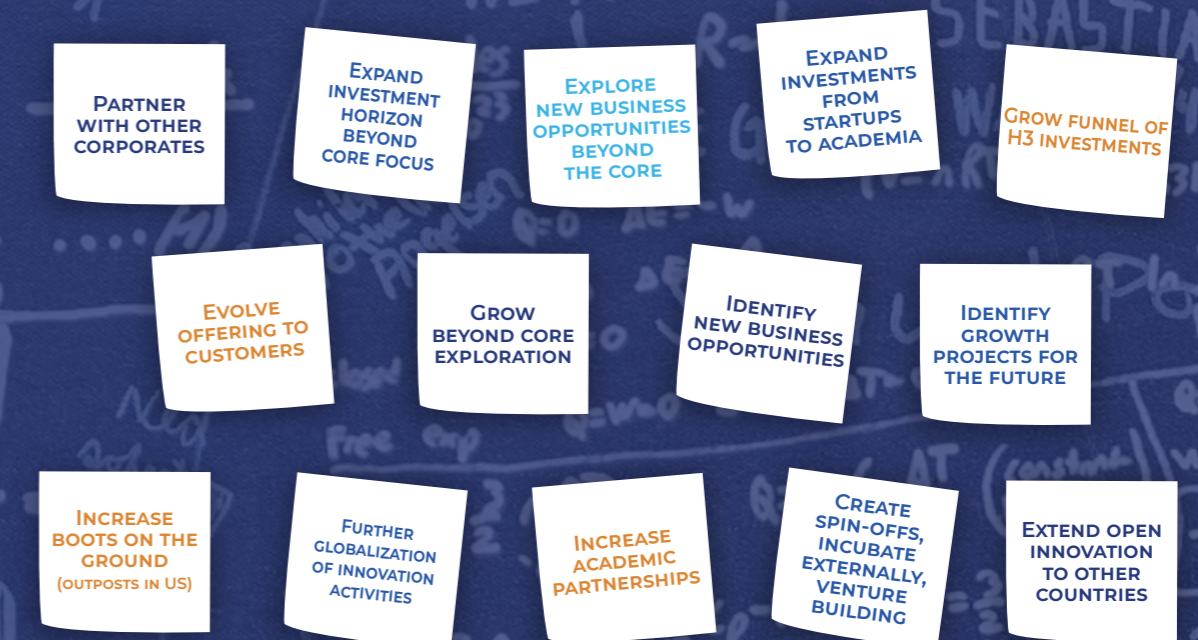 SEBASTIA
Partner
with other
corporates
Expand
investment
horizon
beyond
core focus
Explore
new business
opportunities
beyond
the core
Expand
investments
from
startups
to academia
Grow funnel of
H3 investments
Evolve
offering to
customers
Grow
beyond core
exploration
Identify
new business
opportunities
Identify
growth
projects for
the future
Free exp
Increase
boots on the
ground
(outposts in US)
Further
globalization
of innovation
activities
Increase
academic
partnerships
Create
spin-offs,
incubate
externally,
venture
building
Extend open
innovation
to other
countries